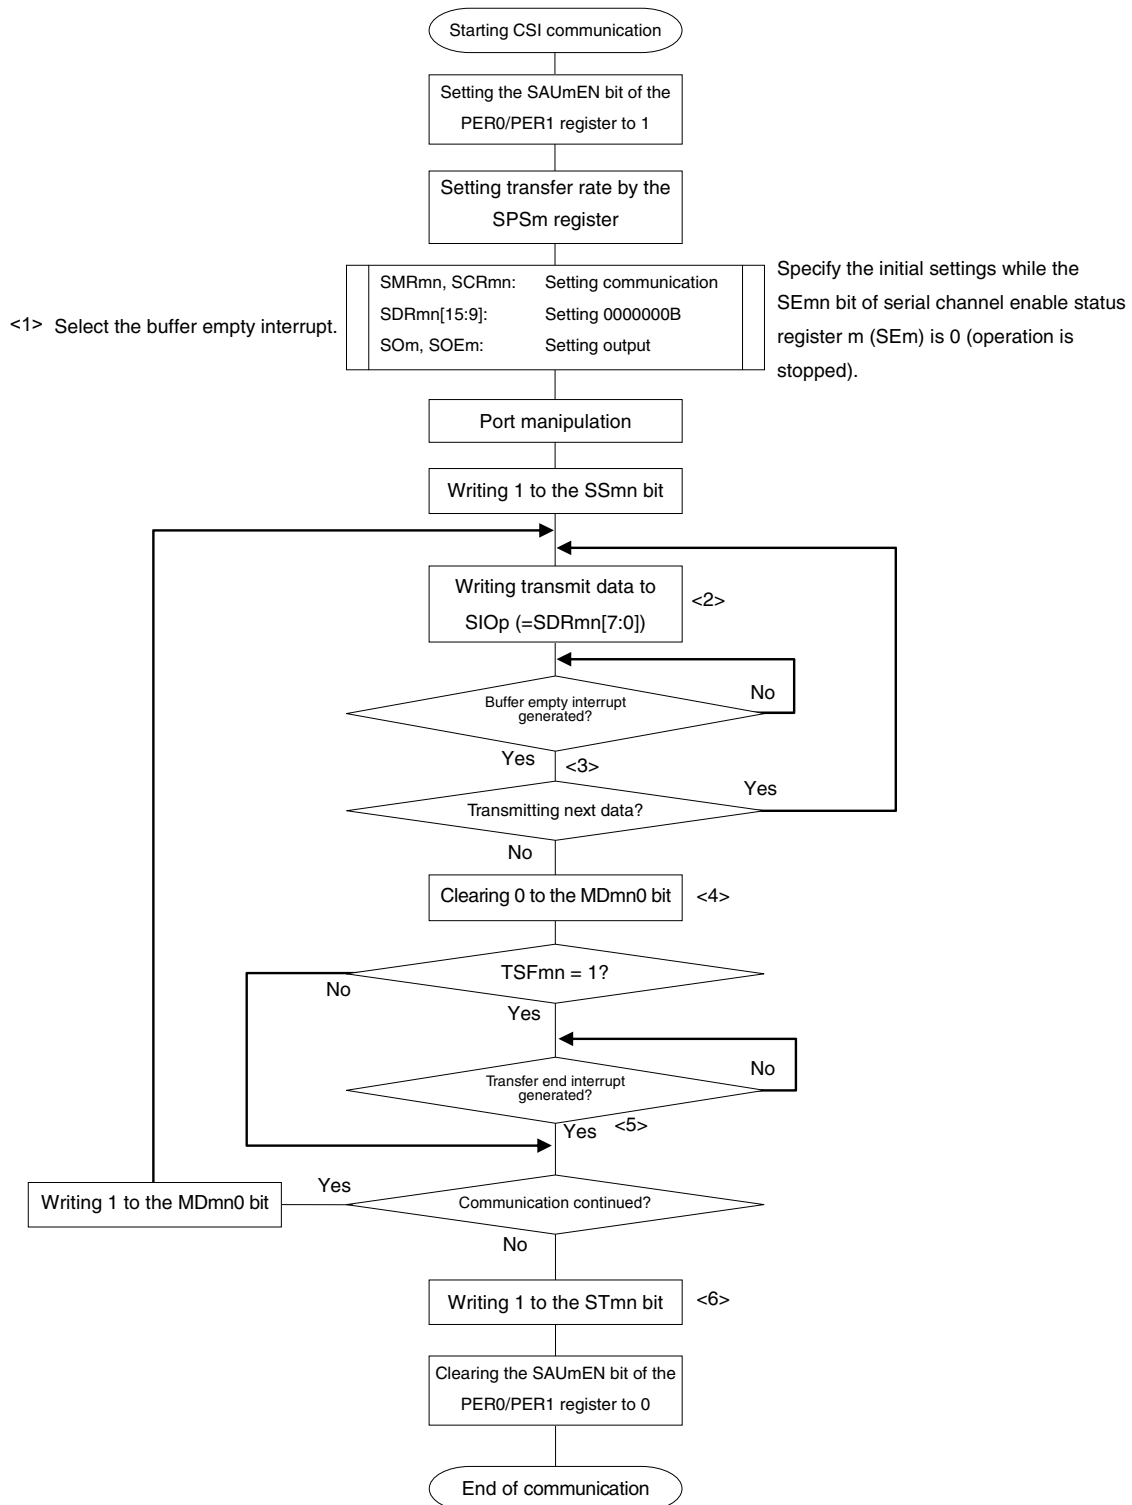 Starting CSI communication
Setting the SAUmEN bit of the
PER0/PER1 register to 1
Setting transfer rate by the
SPSm register
<1> Select the buffer empty interrupt.
SMRmn, SCRmn: Setting communication
SDRmn[15:9]: Setting 0000000B
SOm, SOEm: Setting output
Specify the initial settings while the
SEmn bit of serial channel enable status
register m (SEm) is 0 (operation is
stopped).
Port manipulation
Writing 1 to the SSmn bit
Writing transmit data to
SIOp (=SDRmn[7:0])
<2>
No
Buffer empty interrupt
generated?
Yes
<3>
Yes
Transmitting next data?
No
Clearing 0 to the MDmn0 bit
<4>
TSFmn = 1?
No
Yes
No
Transfer end interrupt
generated?
Yes
<5>
Writing 1 to the MDmn0 bit
Yes
Communication continued?
No
Writing 1 to the STmn bit
<6>
Clearing the SAUmEN bit of the
PER0/PER1 register to 0
End of communication